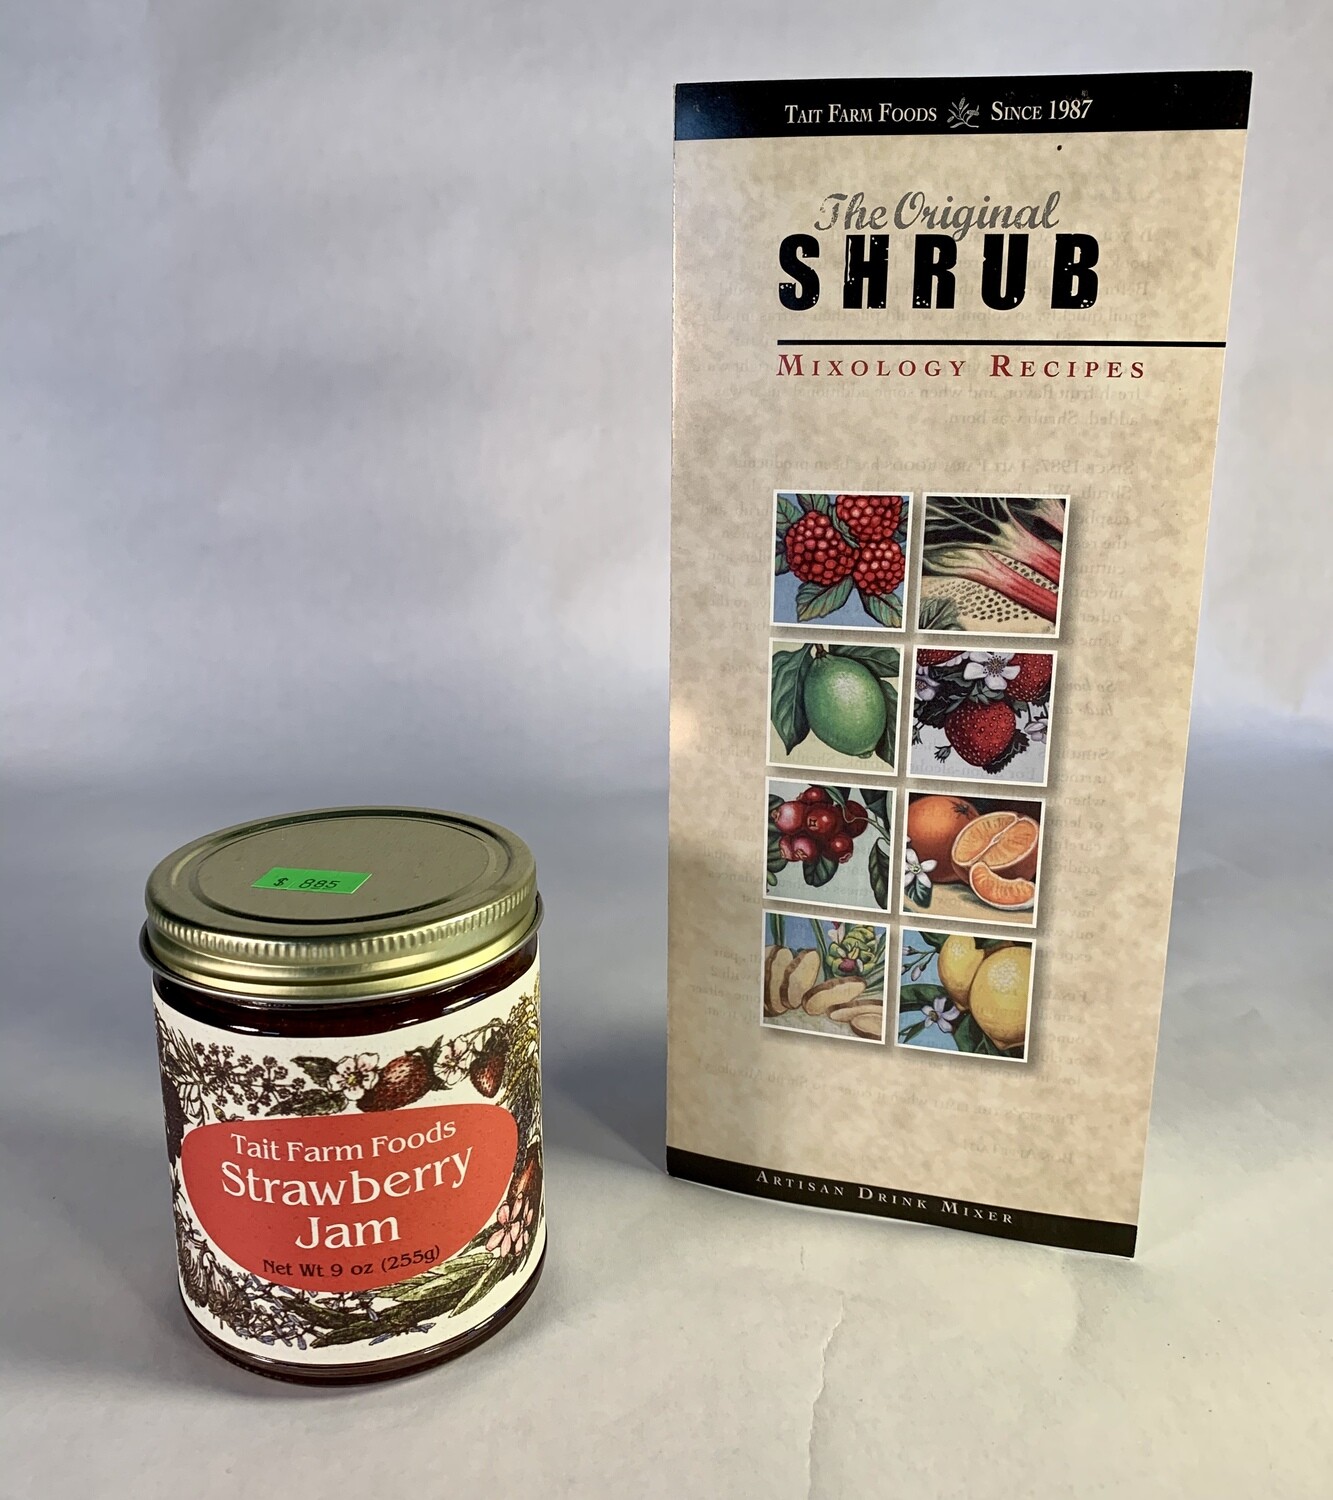 Tait Farm Foods Since 1987
The Original
SHRUB
Mixology Recipes
Artisan Drink Mixer
$ 885
Tait Farm Foods
Strawberry
Jam
Net Wt 9 oz (255g)